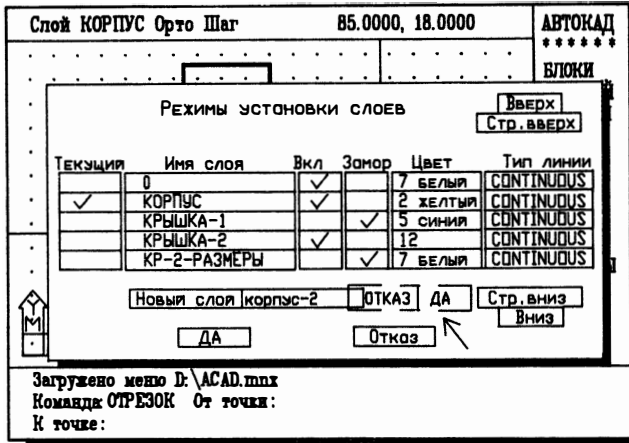 Слой КОРПУС Орто Шаг 85.0000, 18.0000 АВТОКАД
* * * * * *
БЛОКИ
Режимы установки слоев Вверх
Стр.вверх
Текущий Имя слоя Вкл Замор Цвет Тип линии
0 ✓ 7 белый CONTINUOUS
✓ КОРПУС ✓ 2 желтый CONTINUOUS
КРЫШКА-1 ✓ 5 синий CONTINUOUS
КРЫШКА-2 ✓ 12 CONTINUOUS
КР-2-РАЗМЕРЫ ✓ 7 белый CONTINUOUS
Новый слой корпус-2 ОТКАЗ ДА Стр.вниз
Вниз
ДА Отказ
Y
М
Загружено меню D:\ACAD.mnx
Команда: ОТРЕЗОК От точки:
К точке: